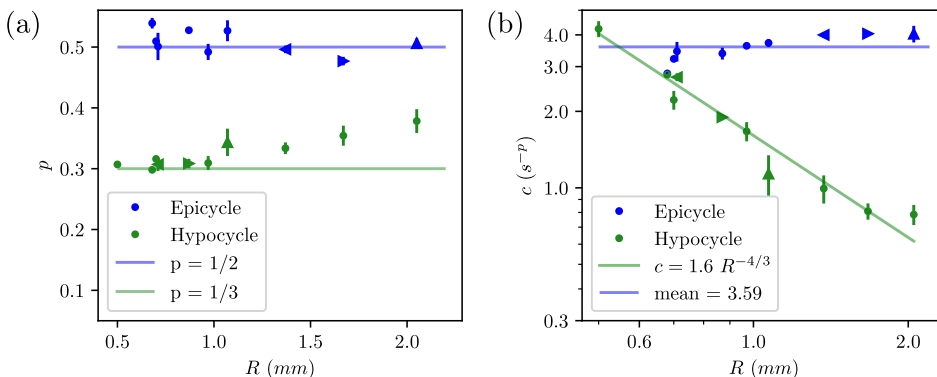 (a)
0.5
0.4
0.3
0.2
0.1
p
Epicycle
Hypocycle
p = 1/2
p = 1/3
0.5
1.0
1.5
2.0
R (mm)
(b)
4.0
3.0
2.0
1.0
0.3
c (s⁻ᵖ)
Epicycle
Hypocycle
c = 1.6 R⁻⁴ᐟ³
mean = 3.59
0.6
1.0
2.0
R (mm)